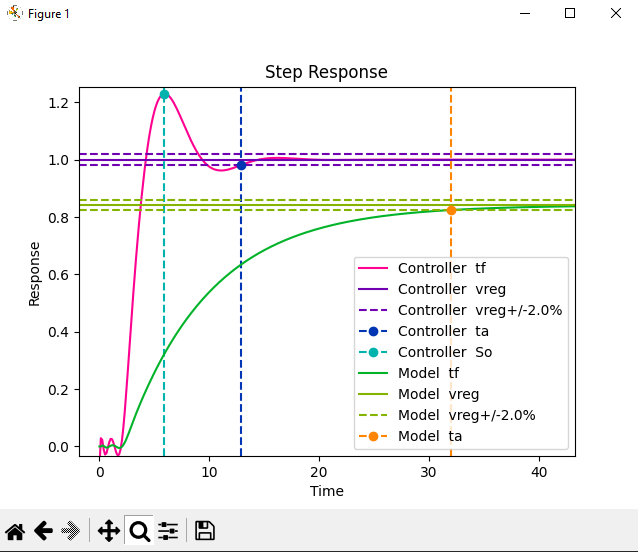 Figure 1
Step Response
1.2
1.0
0.8
0.6
0.4
0.2
0.0
Response
0 10 20 30 40
Time
Controller tf
Controller vreg
Controller vreg+/-2.0%
Controller ta
Controller So
Model tf
Model vreg
Model vreg+/-2.0%
Model ta